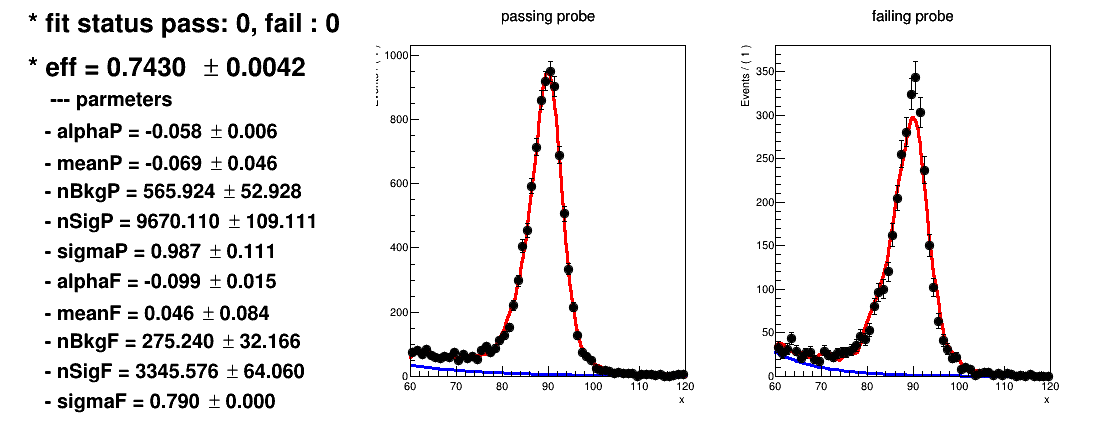 * fit status pass: 0, fail : 0
* eff = 0.7430 ± 0.0042
--- parmeters
- alphaP = -0.058 ± 0.006
- meanP = -0.069 ± 0.046
- nBkgP = 565.924 ± 52.928
- nSigP = 9670.110 ± 109.111
- sigmaP = 0.987 ± 0.111
- alphaF = -0.099 ± 0.015
- meanF = 0.046 ± 0.084
- nBkgF = 275.240 ± 32.166
- nSigF = 3345.576 ± 64.060
- sigmaF = 0.790 ± 0.000
passing probe
1000
800
600
400
200
0
60 70 80 90 100 110 120
x
failing probe
Events / ( 1 )
350
300
250
200
150
100
50
0
60 70 80 90 100 110 120
x